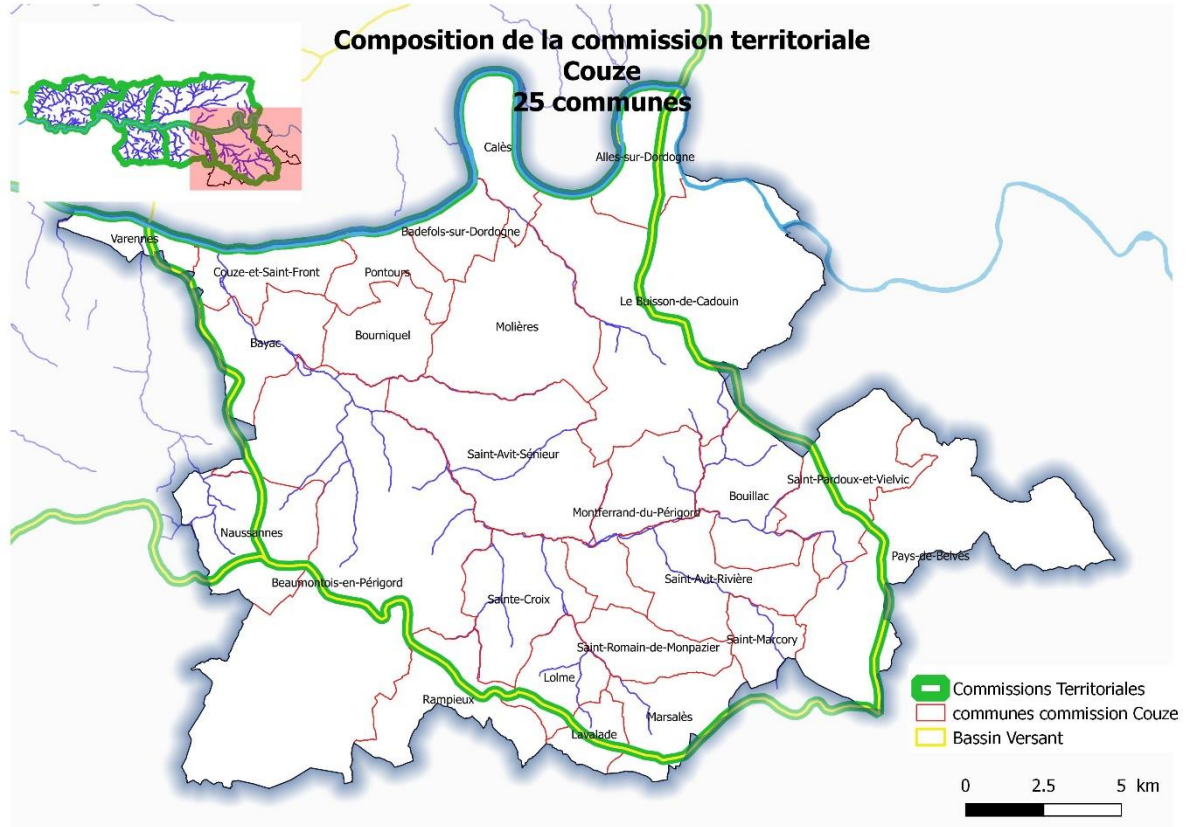 Composition de la commission territoriale
Couze
25 communes
Calès
Alles-sur-Dordogne
Varennes
Badefols-sur-Dordogne
Couze-et-Saint-Front
Pontours
Le Buisson-de-Cadouin
Molières
Bourniquel
Bayac
Saint-Avit-Sénieur
Saint-Pardoux-et-Vielvic
Bouillac
Montferrand-du-Périgord
Naussannes
Pays-de-Belvès
Beaumontois-en-Périgord
Saint-Avit-Rivière
Sainte-Croix
Saint-Marcory
Saint-Romain-de-Monpazier
Lolme
Rampieux
Marsalès
Lavalade
Commissions Territoriales
communes commission Couze
Bassin Versant
0 2.5 5 km